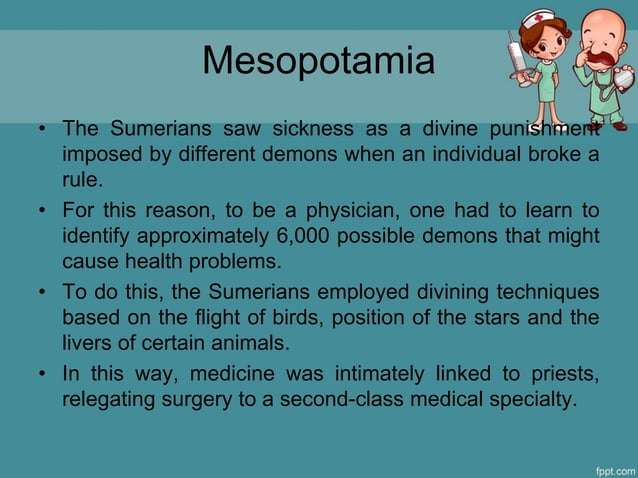 Mesopotamia
• The Sumerians saw sickness as a divine punishment
imposed by different demons when an individual broke a
rule.
• For this reason, to be a physician, one had to learn to
identify approximately 6,000 possible demons that might
cause health problems.
• To do this, the Sumerians employed divining techniques
based on the flight of birds, position of the stars and the
livers of certain animals.
• In this way, medicine was intimately linked to priests,
relegating surgery to a second-class medical specialty.
fppt.com